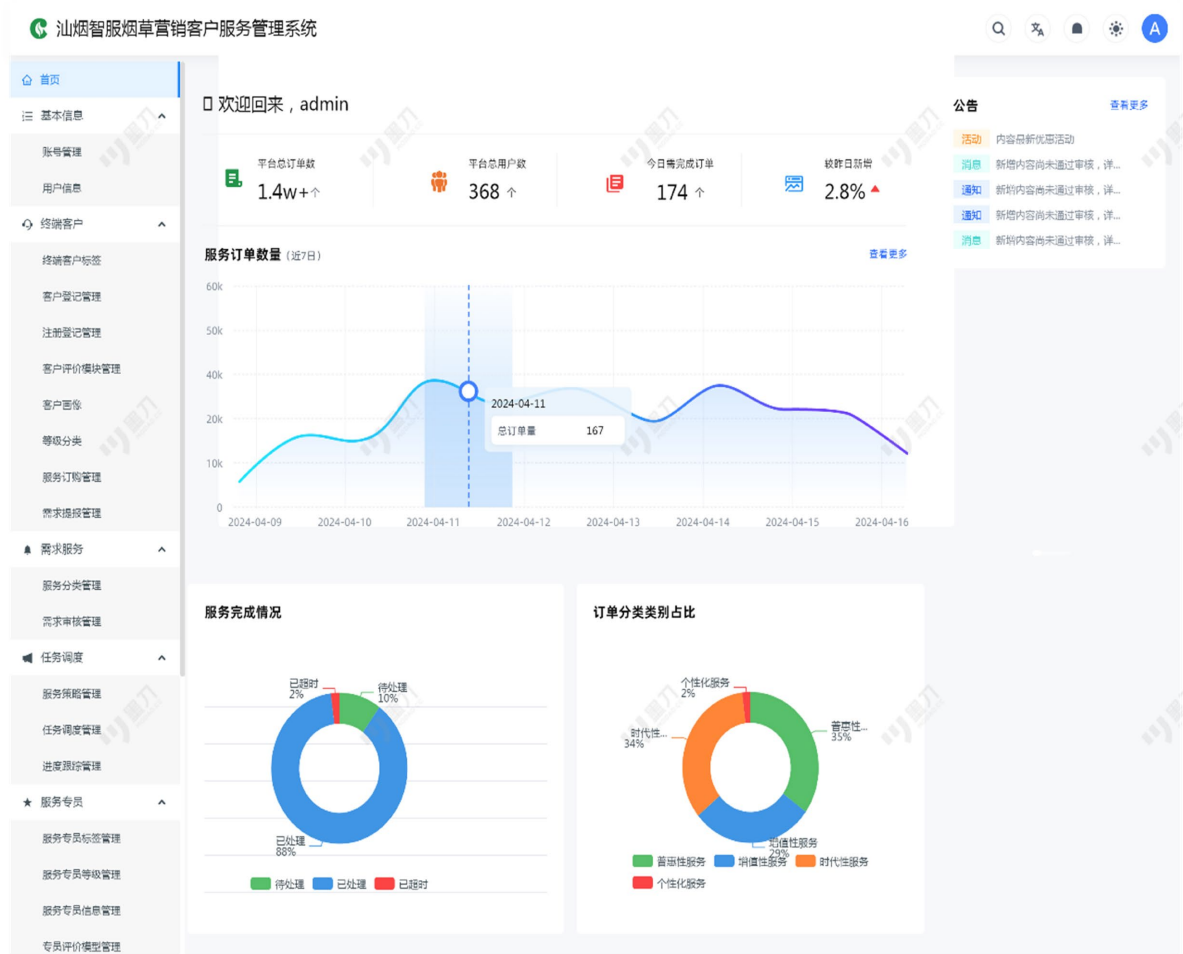 汕烟智服烟草营销客户服务管理系统
A
首页
基本信息
账号管理
用户信息
终端客户
终端客户标签
客户登记管理
注册登记管理
客户评价模块管理
客户画像
等级分类
服务订购管理
需求提报管理
需求服务
服务分类管理
需求审核管理
任务调度
服务策略管理
任务调度管理
进度跟踪管理
服务专员
服务专员标签管理
服务专员等级管理
服务专员信息管理
专员评价模型管理
欢迎回来，admin
平台总订单数
1.4w+个
平台总用户数
368 个
今日需完成订单
174 个
较昨日新增
2.8%
服务订单数量（近7日）
查看更多
60k
50k
40k
20k
10k
0
2024-04-11
总订单量 167
2024-04-09 2024-04-10 2024-04-11 2024-04-12 2024-04-13 2024-04-14 2024-04-15 2024-04-16
公告 查看更多
活动 内容最新优惠活动
消息 新增内容尚未通过审核，详...
通知 新增内容尚未通过审核，详...
通知 新增内容尚未通过审核，详...
消息 新增内容尚未通过审核，详...
服务完成情况
已超时
2%
待处理
10%
已处理
88%
待处理 已处理 已超时
订单分类类别占比
个性化服务
2%
普惠性...
35%
时代性...
34%
增值性服务
29%
普惠性服务 增值性服务 时代性服务
个性化服务
墨刀